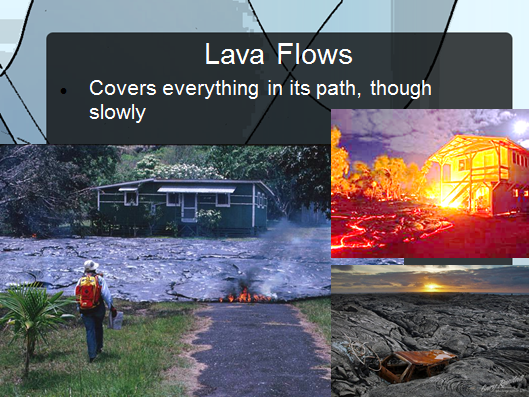 Lava Flows
Covers everything in its path, though
slowly